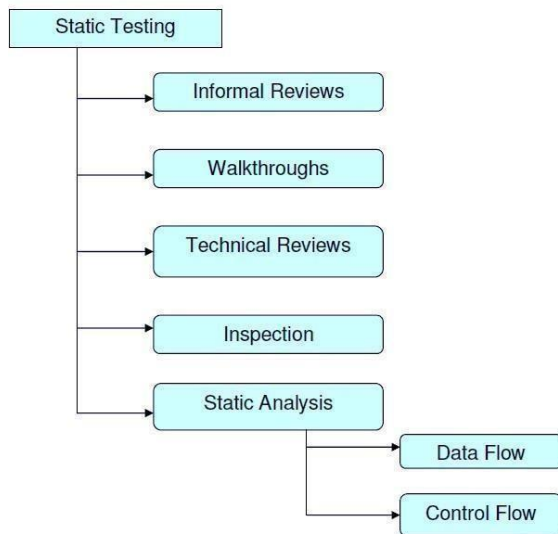 Static Testing
Informal Reviews
Walkthroughs
Technical Reviews
Inspection
Static Analysis
Data Flow
Control Flow